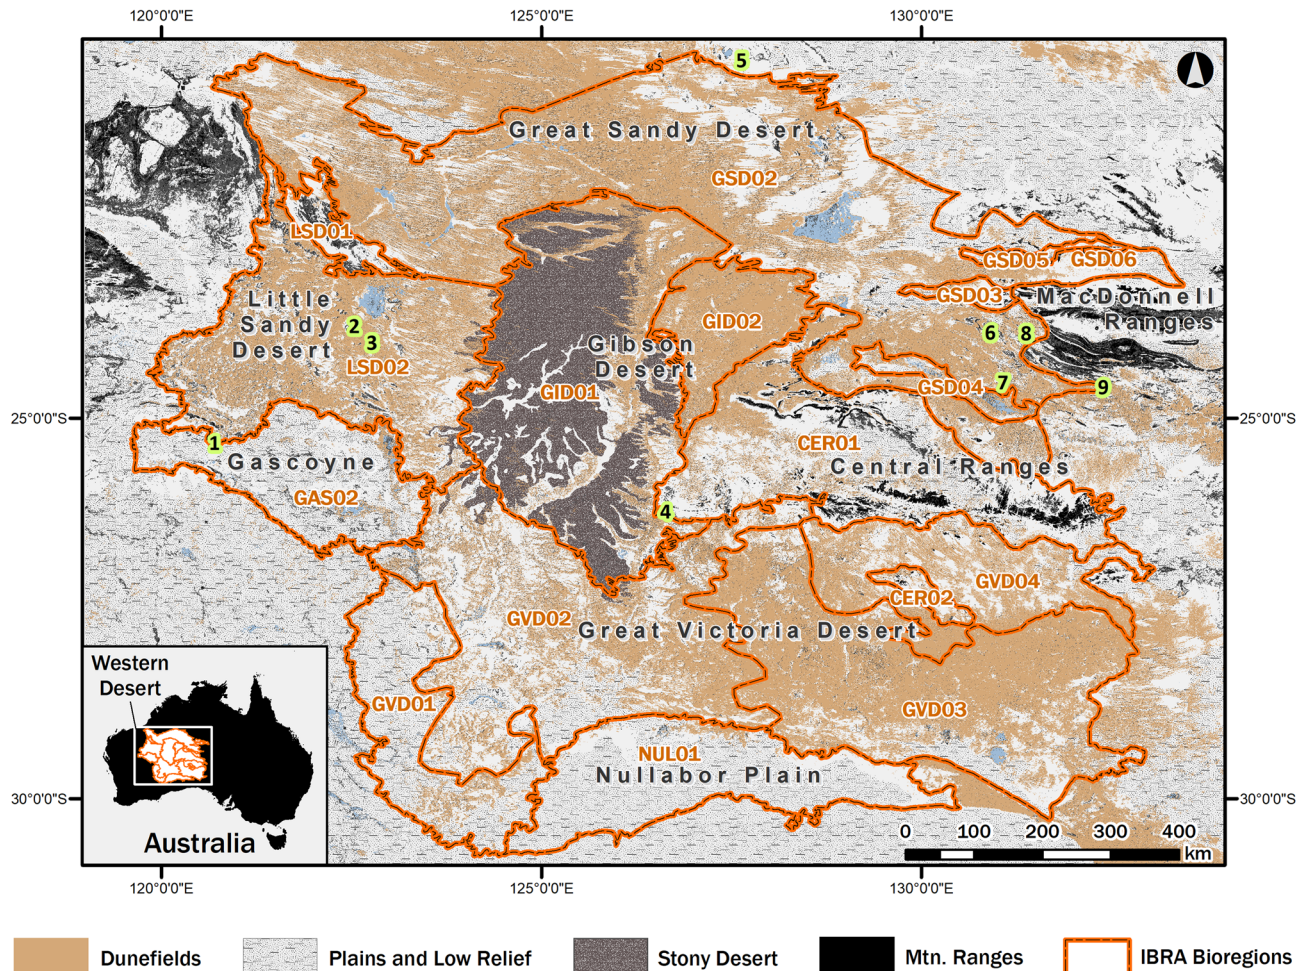 120°0'0"E
125°0'0"E
130°0'0"E
5
Great Sandy Desert
GSD02
LSD01
GSD05
GSD06
GSD03
MacDonnell
Ranges
Little
Sandy
Desert
2
3
LSD02
GID02
6
8
Gibson
Desert
GID01
GSD04
7
9
25°0'0"S
25°0'0"S
1
Gascoyne
GAS02
CER01
Central Ranges
4
GVD04
CER02
GVD02
Great Victoria Desert
GVD01
GVD03
NUL01
Nullabor Plain
Western
Desert
Australia
30°0'0"S
30°0'0"S
0 100 200 300 400
km
120°0'0"E
125°0'0"E
130°0'0"E
Dunefields
Plains and Low Relief
Stony Desert
Mtn. Ranges
IBRA Bioregions